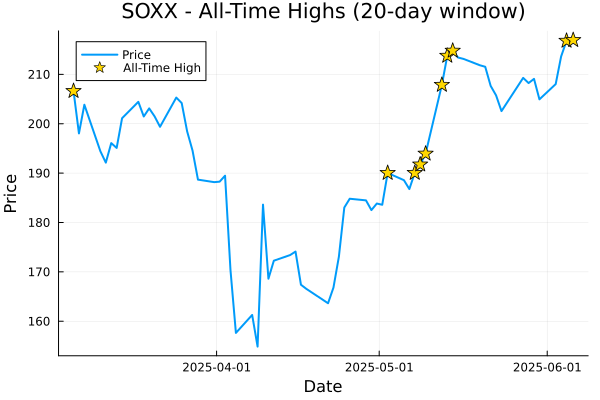 SOXX - All-Time Highs (20-day window)
Price
All-Time High
210
200
190
180
170
160
Price
2025-04-01
2025-05-01
2025-06-01
Date